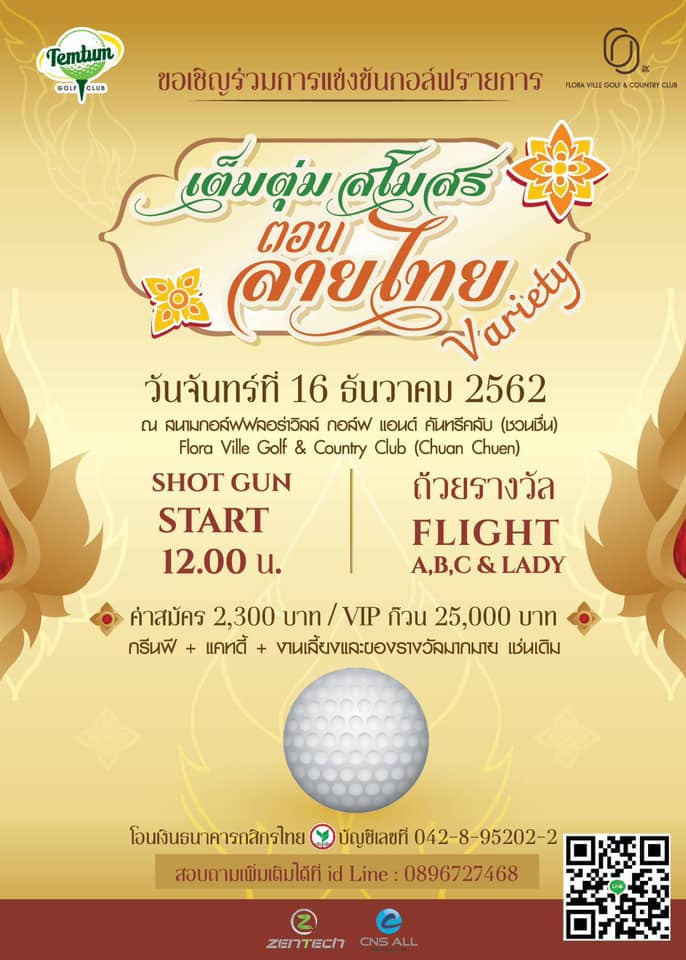 Temtum
GOLF CLUB
2K
FLORA VILLE GOLF & COUNTRY CLUB
ขอเชิญร่วมการแข่งขันกอล์ฟรายการ
เต็มตุ่ม สโมสร
ตอน
ลายไทย
Variety
วันจันทร์ที่ 16 ธันวาคม 2562
ณ สนามกอล์ฟฟลอร่าวิลล์ กอล์ฟ แอนด์ คันทรีคลับ (ชวนชื่น)
Flora Ville Golf & Country Club (Chuan Chuen)
SHOT GUN
START
12.00 น.
ถ้วยรางวัล
FLIGHT
A,B,C & LADY
ค่าสมัคร 2,300 บาท / VIP ก๊วน 25,000 บาท
กรีนฟี + แคดดี้ + งานเลี้ยงและของรางวัลมากมาย เช่นเดิม
โอนเงินธนาคารกสิกรไทย บัญชีเลขที่ 042-8-95202-2
สอบถามเพิ่มเติมได้ที่ id Line : 0896727468
LINE
ZENTECH
CNS ALL